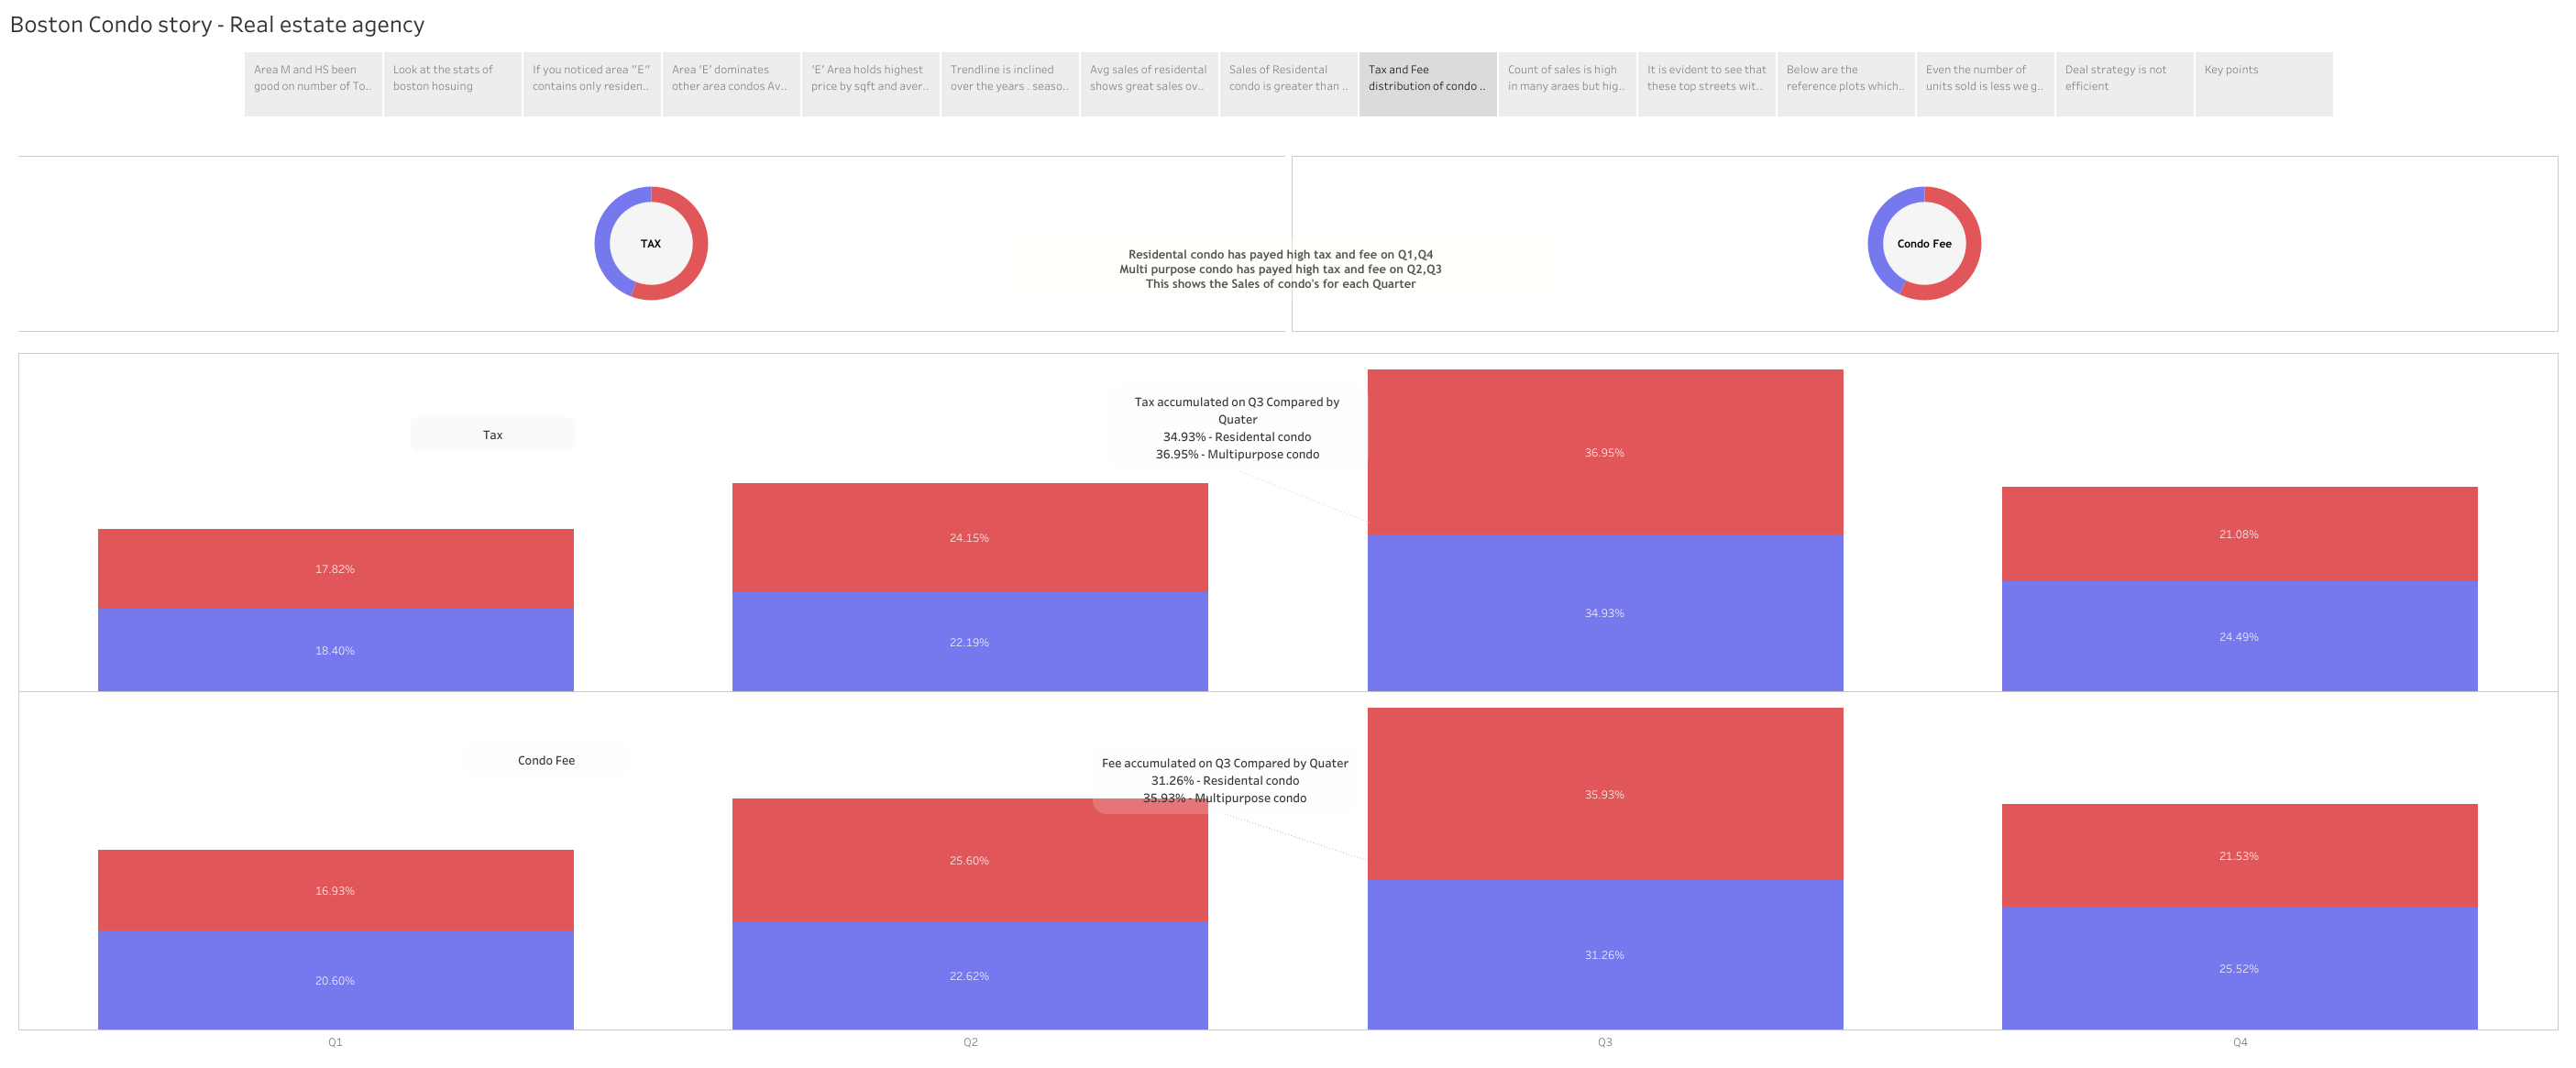 Boston Condo story - Real estate agency
Area M and HS been
good on number of To..
Look at the stats of
boston hosuing
If you noticed area "E"
contains only residen..
Area 'E' dominates
other area condos Av..
'E' Area holds highest
price by sqft and aver..
Trendline is inclined
over the years . seaso..
Avg sales of residental
shows great sales ov..
Sales of Residental
condo is greater than ..
Tax and Fee
distribution of condo ..
Count of sales is high
in many araes but hig..
It is evident to see that
these top streets wit..
Below are the
reference plots which..
Even the number of
units sold is less we g..
Deal strategy is not
efficient
Key points
TAX
Residental condo has payed high tax and fee on Q1,Q4
Multi purpose condo has payed high tax and fee on Q2,Q3
This shows the Sales of condo's for each Quarter
Condo Fee
Tax
Tax accumulated on Q3 Compared by
Quater
34.93% - Residental condo
36.95% - Multipurpose condo
17.82%
18.40%
24.15%
22.19%
36.95%
34.93%
21.08%
24.49%
Condo Fee
Fee accumulated on Q3 Compared by Quater
31.26% - Residental condo
35.93% - Multipurpose condo
16.93%
20.60%
25.60%
22.62%
35.93%
31.26%
21.53%
25.52%
Q1
Q2
Q3
Q4